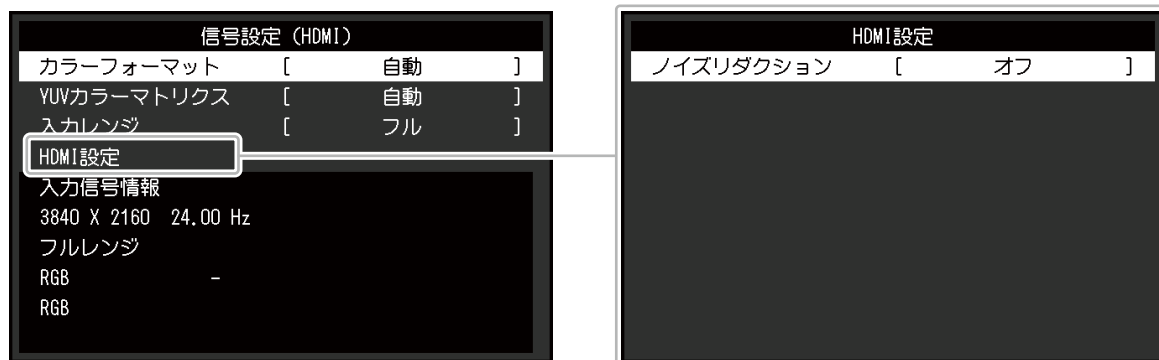 信号設定 (HDMI)
カラーフォーマット [ 自動 ]
YUVカラーマトリクス [ 自動 ]
入力レンジ [ フル ]
HDMI設定
入力信号情報
3840 X 2160 24.00 Hz
フルレンジ
RGB -
RGB
HDMI設定
ノイズリダクション [ オフ ]